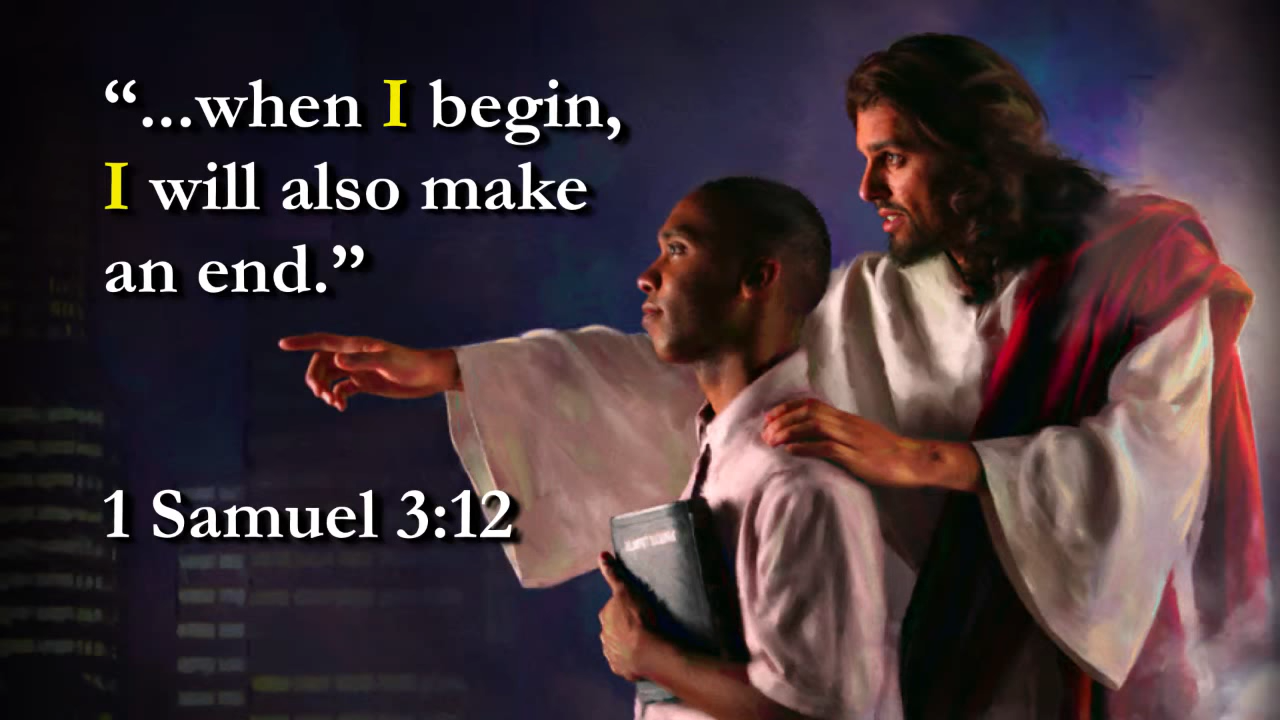 “...when I begin,
I will also make
an end.”
1 Samuel 3:12